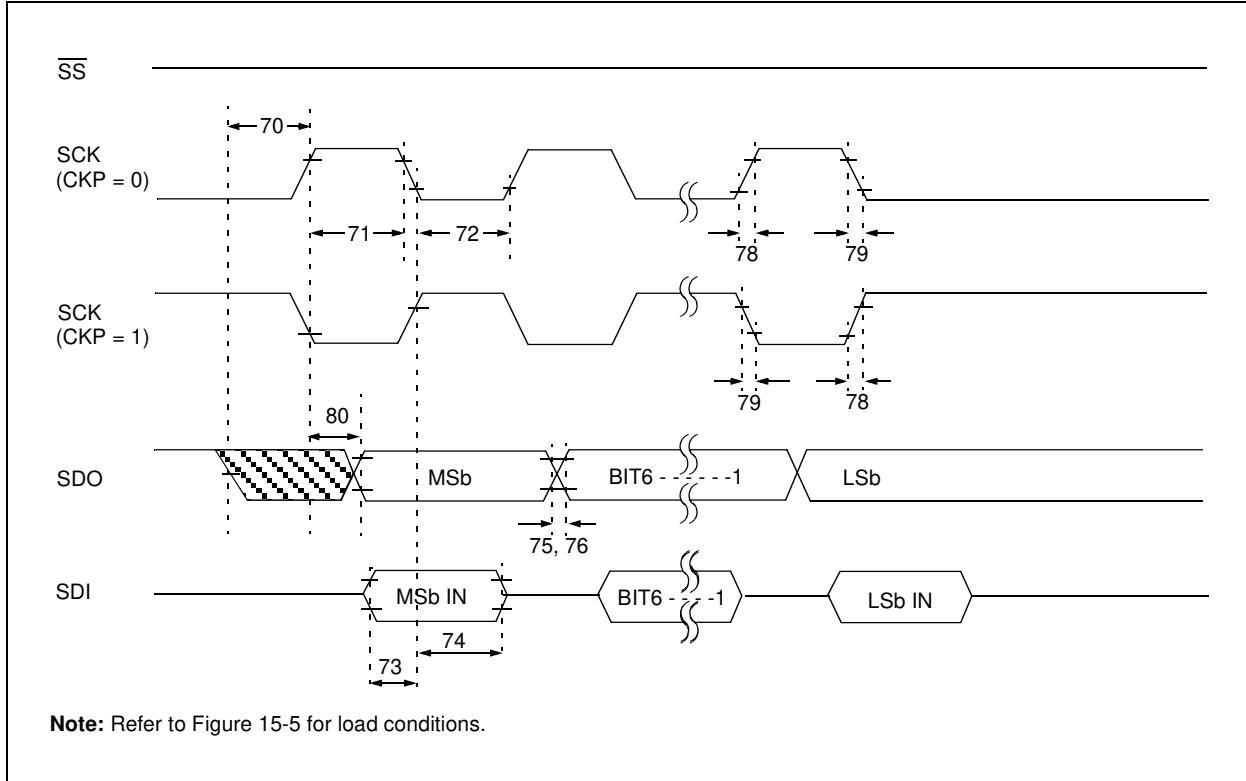 SS
70
SCK
(CKP = 0)
71
72
78
79
SCK
(CKP = 1)
79
78
80
SDO
MSb
BIT6 - - - - - -1
LSb
75, 76
SDI
MSb IN
BIT6 - - - - -1
LSb IN
74
73
Note: Refer to Figure 15-5 for load conditions.